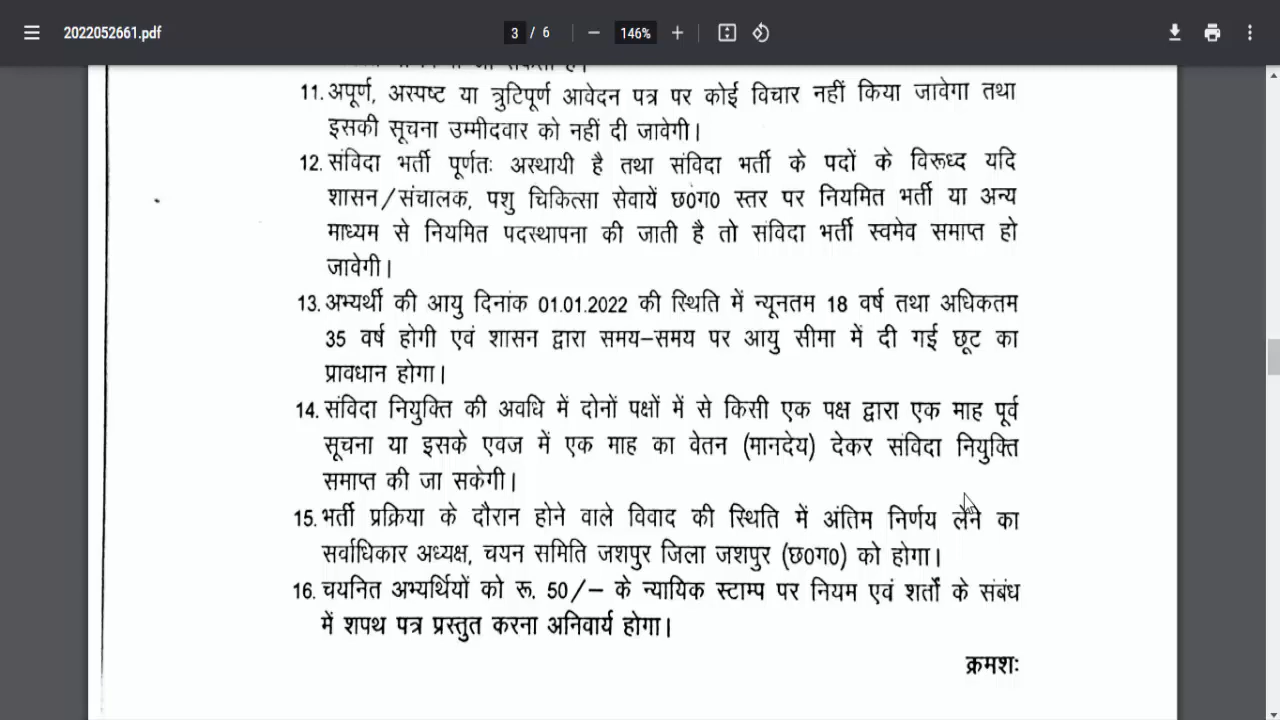 2022052661.pdf
3 / 6
146%
11. अपूर्ण, अस्पष्ट या त्रुटिपूर्ण आवेदन पत्र पर कोई विचार नहीं किया जावेगा तथा
इसकी सूचना उम्मीदवार को नहीं दी जावेगी।
12. संविदा भर्ती पूर्णतः अस्थायी है तथा संविदा भर्ती के पदों के विरूध्द यदि
शासन/संचालक, पशु चिकित्सा सेवायें छ0ग0 स्तर पर नियमित भर्ती या अन्य
माध्यम से नियमित पदस्थापना की जाती है तो संविदा भर्ती स्वमेव समाप्त हो
जावेगी।
13. अभ्यर्थी की आयु दिनांक 01.01.2022 की स्थिति में न्यूनतम 18 वर्ष तथा अधिकतम
35 वर्ष होगी एवं शासन द्वारा समय–समय पर आयु सीमा में दी गई छूट का
प्रावधान होगा।
14. संविदा नियुक्ति की अवधि में दोनों पक्षों में से किसी एक पक्ष द्वारा एक माह पूर्व
सूचना या इसके एवज में एक माह का वेतन (मानदेय) देकर संविदा नियुक्ति
समाप्त की जा सकेगी।
15. भर्ती प्रक्रिया के दौरान होने वाले विवाद की स्थिति में अंतिम निर्णय लेने का
सर्वाधिकार अध्यक्ष, चयन समिति जशपुर जिला जशपुर (छ0ग0) को होगा।
16. चयनित अभ्यर्थियों को रू. 50/– के न्यायिक स्टाम्प पर नियम एवं शर्तों के संबंध
में शपथ पत्र प्रस्तुत करना अनिवार्य होगा।
क्रमशः